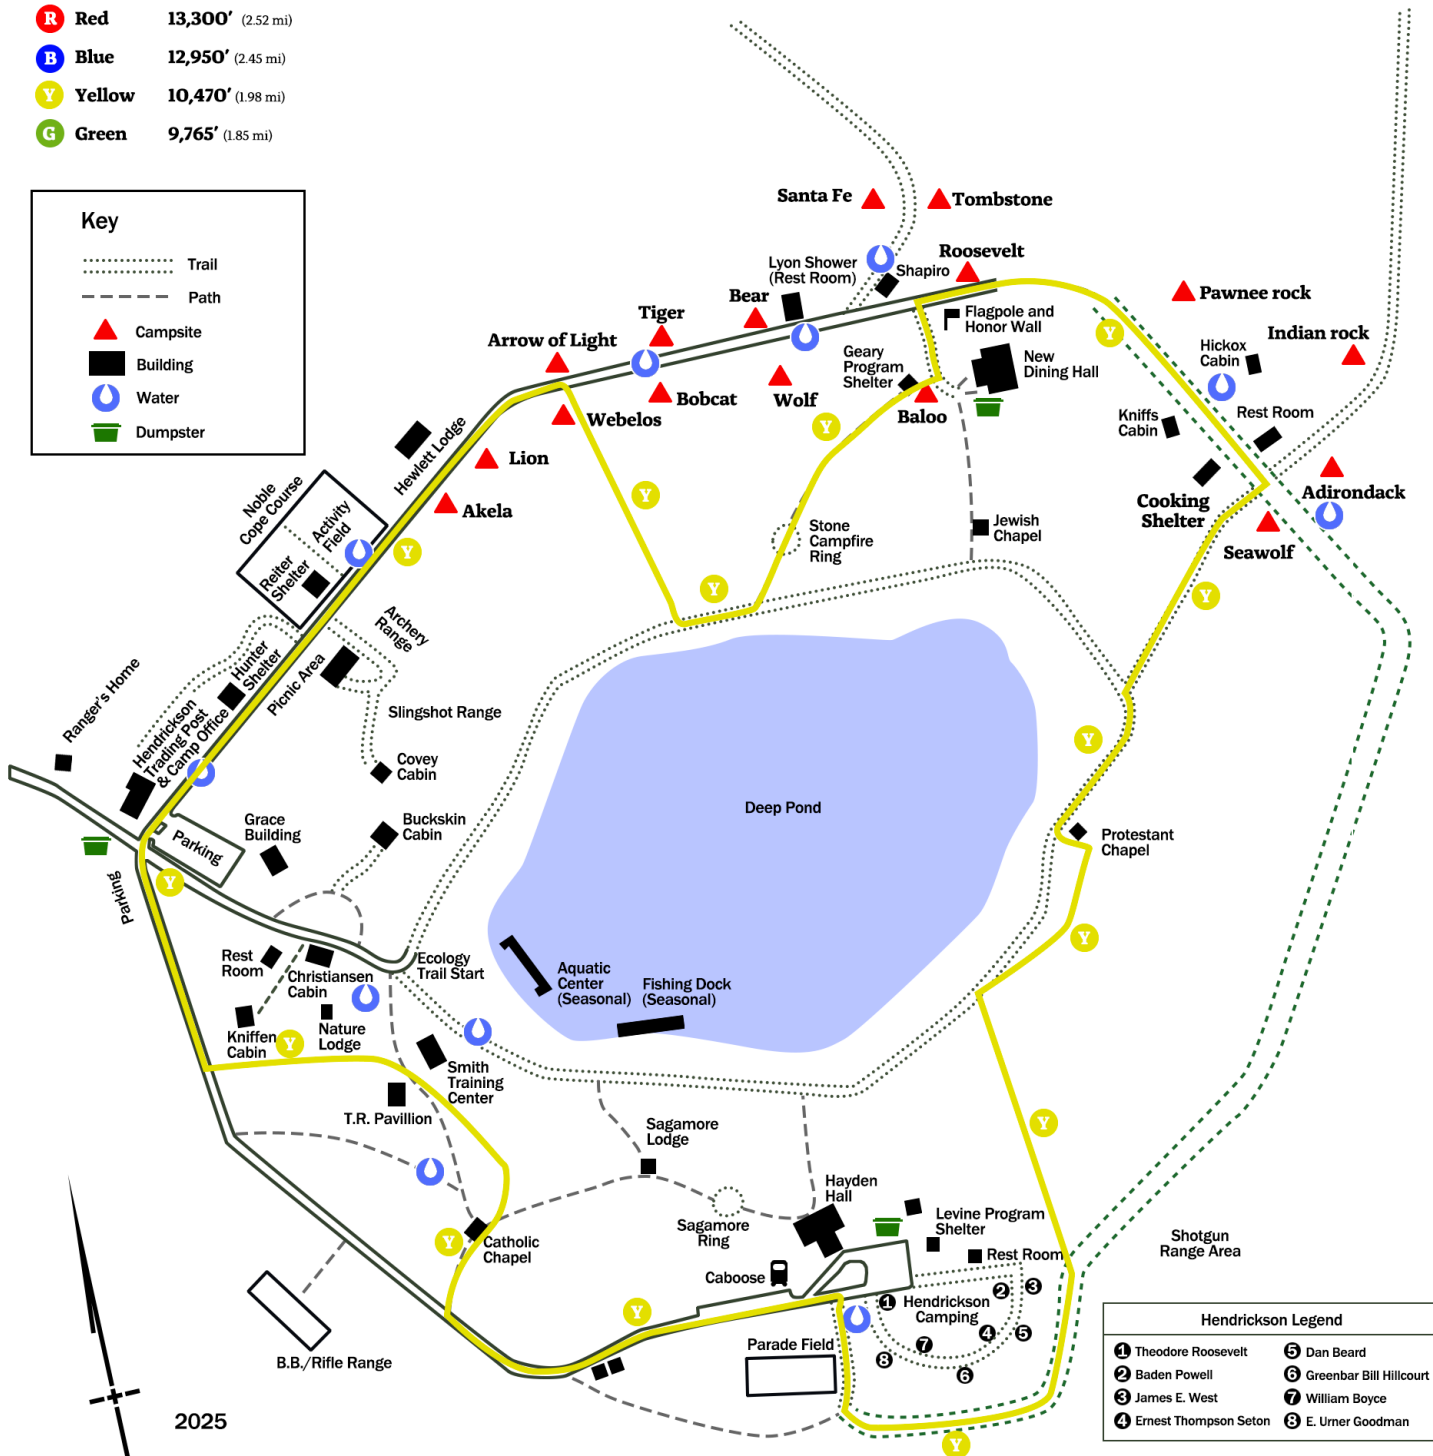 R Red 13,300′ (2.52 mi)
B Blue 12,950′ (2.45 mi)
Y Yellow 10,470′ (1.98 mi)
G Green 9,765′ (1.85 mi)
Key
Trail
Path
Campsite
Building
Water
Dumpster
Santa Fe
Tombstone
Roosevelt
Lyon Shower
(Rest Room)
Shapiro
Bear
Tiger
Arrow of Light
Flagpole and
Honor Wall
Pawnee rock
Y
Indian rock
Hickox
Cabin
Geary
Program
Shelter
New
Dining Hall
Bobcat
Wolf
Baloo
Webelos
Y
Kniffs
Cabin
Rest Room
Hewlett Lodge
Lion
Akela
Y
Noble
Cope Course
Activity
Field
Reiter
Shelter
Y
Stone
Campfire
Ring
Jewish
Chapel
Cooking
Shelter
Adirondack
Seawolf
Y
Y
Archery
Range
Hunter
Shelter
Picnic Area
Slingshot Range
Ranger's Home
Hendrickson
Trading Post
& Camp Office
Covey
Cabin
Y
Deep Pond
Buckskin
Cabin
Grace
Building
Parking
Protestant
Chapel
Parking
Y
Y
Rest
Room
Christiansen
Cabin
Ecology
Trail Start
Aquatic
Center
(Seasonal)
Fishing Dock
(Seasonal)
Kniffen
Cabin
Y
Nature
Lodge
Smith
Training
Center
T.R. Pavillion
Y
Sagamore
Lodge
Hayden
Hall
Sagamore
Ring
Levine Program
Shelter
Rest Room
Shotgun
Range Area
Y
Catholic
Chapel
Caboose
Y
Hendrickson
Camping
1
2
3
4
5
6
7
8
B.B./Rifle Range
Parade Field
Y
2025
Hendrickson Legend
1 Theodore Roosevelt
2 Baden Powell
3 James E. West
4 Ernest Thompson Seton
5 Dan Beard
6 Greenbar Bill Hillcourt
7 William Boyce
8 E. Urner Goodman